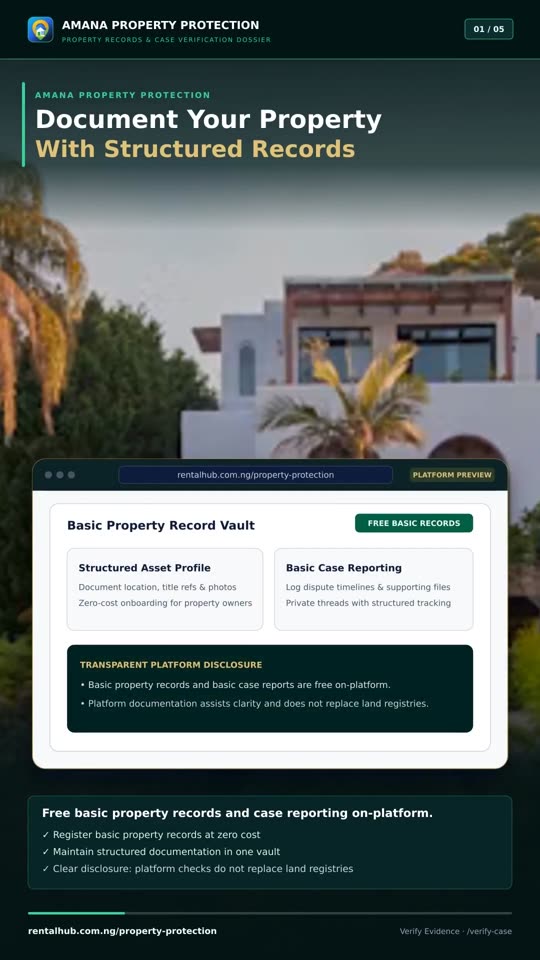 AMANA PROPERTY PROTECTION
PROPERTY RECORDS & CASE VERIFICATION DOSSIER
01 / 05
AMANA PROPERTY PROTECTION
Document Your Property
With Structured Records
rentalhub.com.ng/property-protection
PLATFORM PREVIEW
Basic Property Record Vault
FREE BASIC RECORDS
Structured Asset Profile
Document location, title refs & photos
Zero-cost onboarding for property owners
Basic Case Reporting
Log dispute timelines & supporting files
Private threads with structured tracking
TRANSPARENT PLATFORM DISCLOSURE
• Basic property records and basic case reports are free on-platform.
• Platform documentation assists clarity and does not replace land registries.
Free basic property records and case reporting on-platform.
✓ Register basic property records at zero cost
✓ Maintain structured documentation in one vault
✓ Clear disclosure: platform checks do not replace land registries
rentalhub.com.ng/property-protection
Verify Evidence · /verify-case